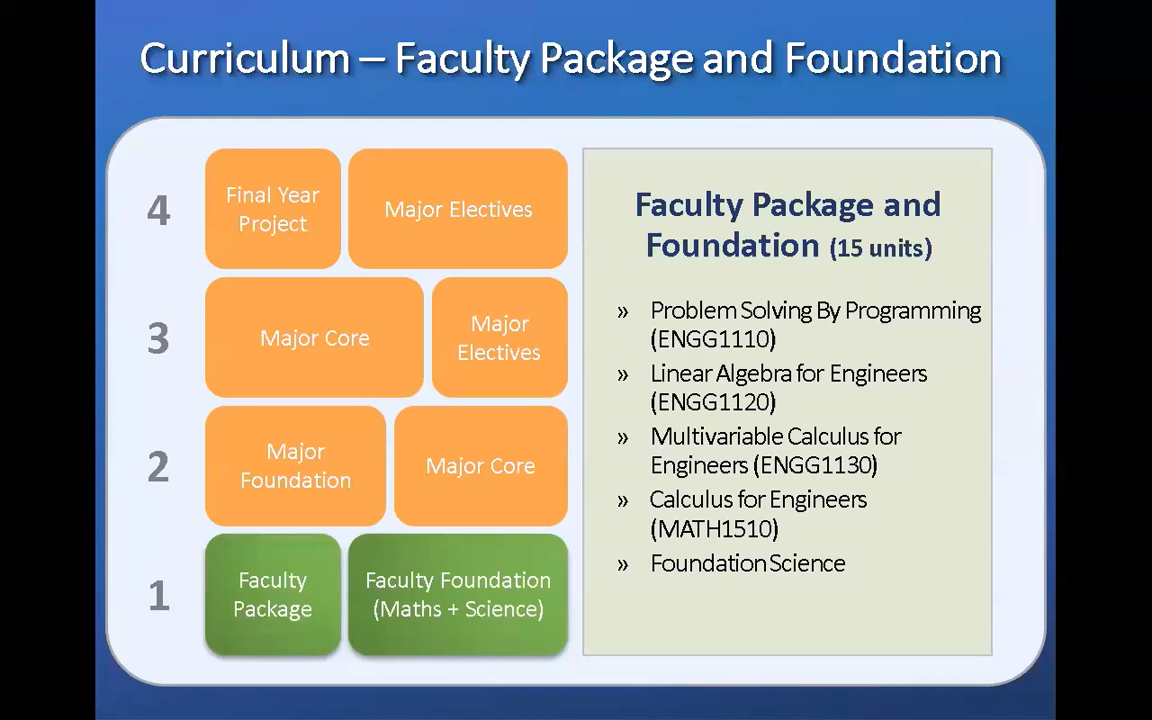 Curriculum – Faculty Package and Foundation
4
Final Year
Project
Major Electives
3
Major Core
Major
Electives
2
Major
Foundation
Major Core
1
Faculty
Package
Faculty Foundation
(Maths + Science)
Faculty Package and
Foundation (15 units)
» Problem Solving By Programming
(ENGG1110)
» Linear Algebra for Engineers
(ENGG1120)
» Multivariable Calculus for
Engineers (ENGG1130)
» Calculus for Engineers
(MATH1510)
» Foundation Science